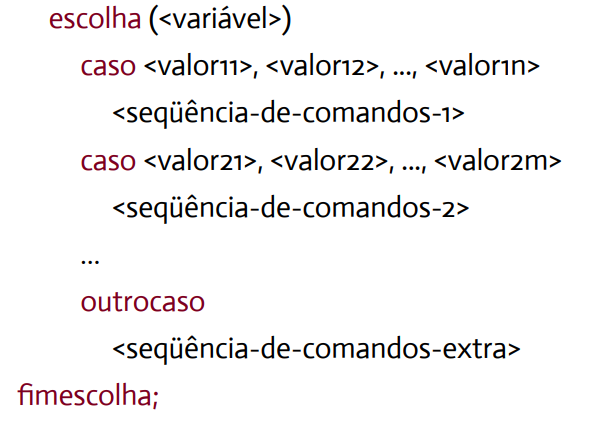 escolha (<variável>)
caso <valor11>, <valor12>, ..., <valor1n>
<seqüência-de-comandos-1>
caso <valor21>, <valor22>, ..., <valor2m>
<seqüência-de-comandos-2>
...
outrocaso
<seqüência-de-comandos-extra>
fimescolha;